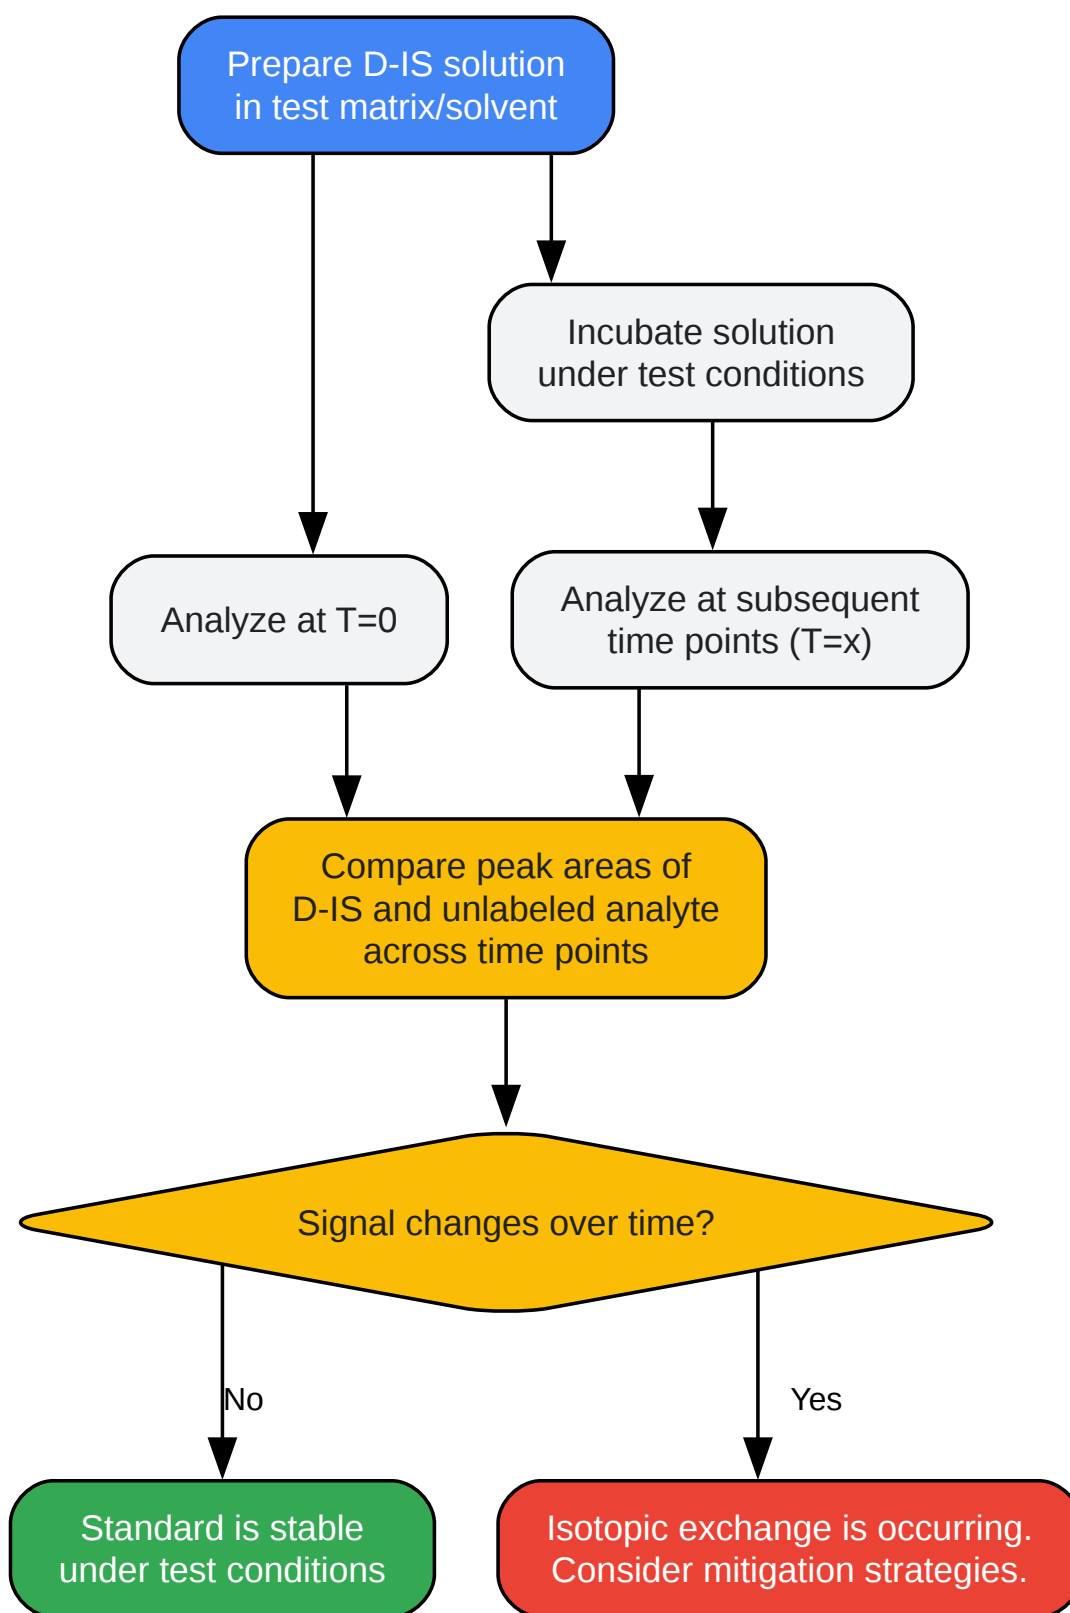 Prepare D-IS solution
in test matrix/solvent
Incubate solution
under test conditions
Analyze at T=0
Analyze at subsequent
time points (T=x)
Compare peak areas of
D-IS and unlabeled analyte
across time points
Signal changes over time?
No
Yes
Standard is stable
under test conditions
Isotopic exchange is occurring.
Consider mitigation strategies.